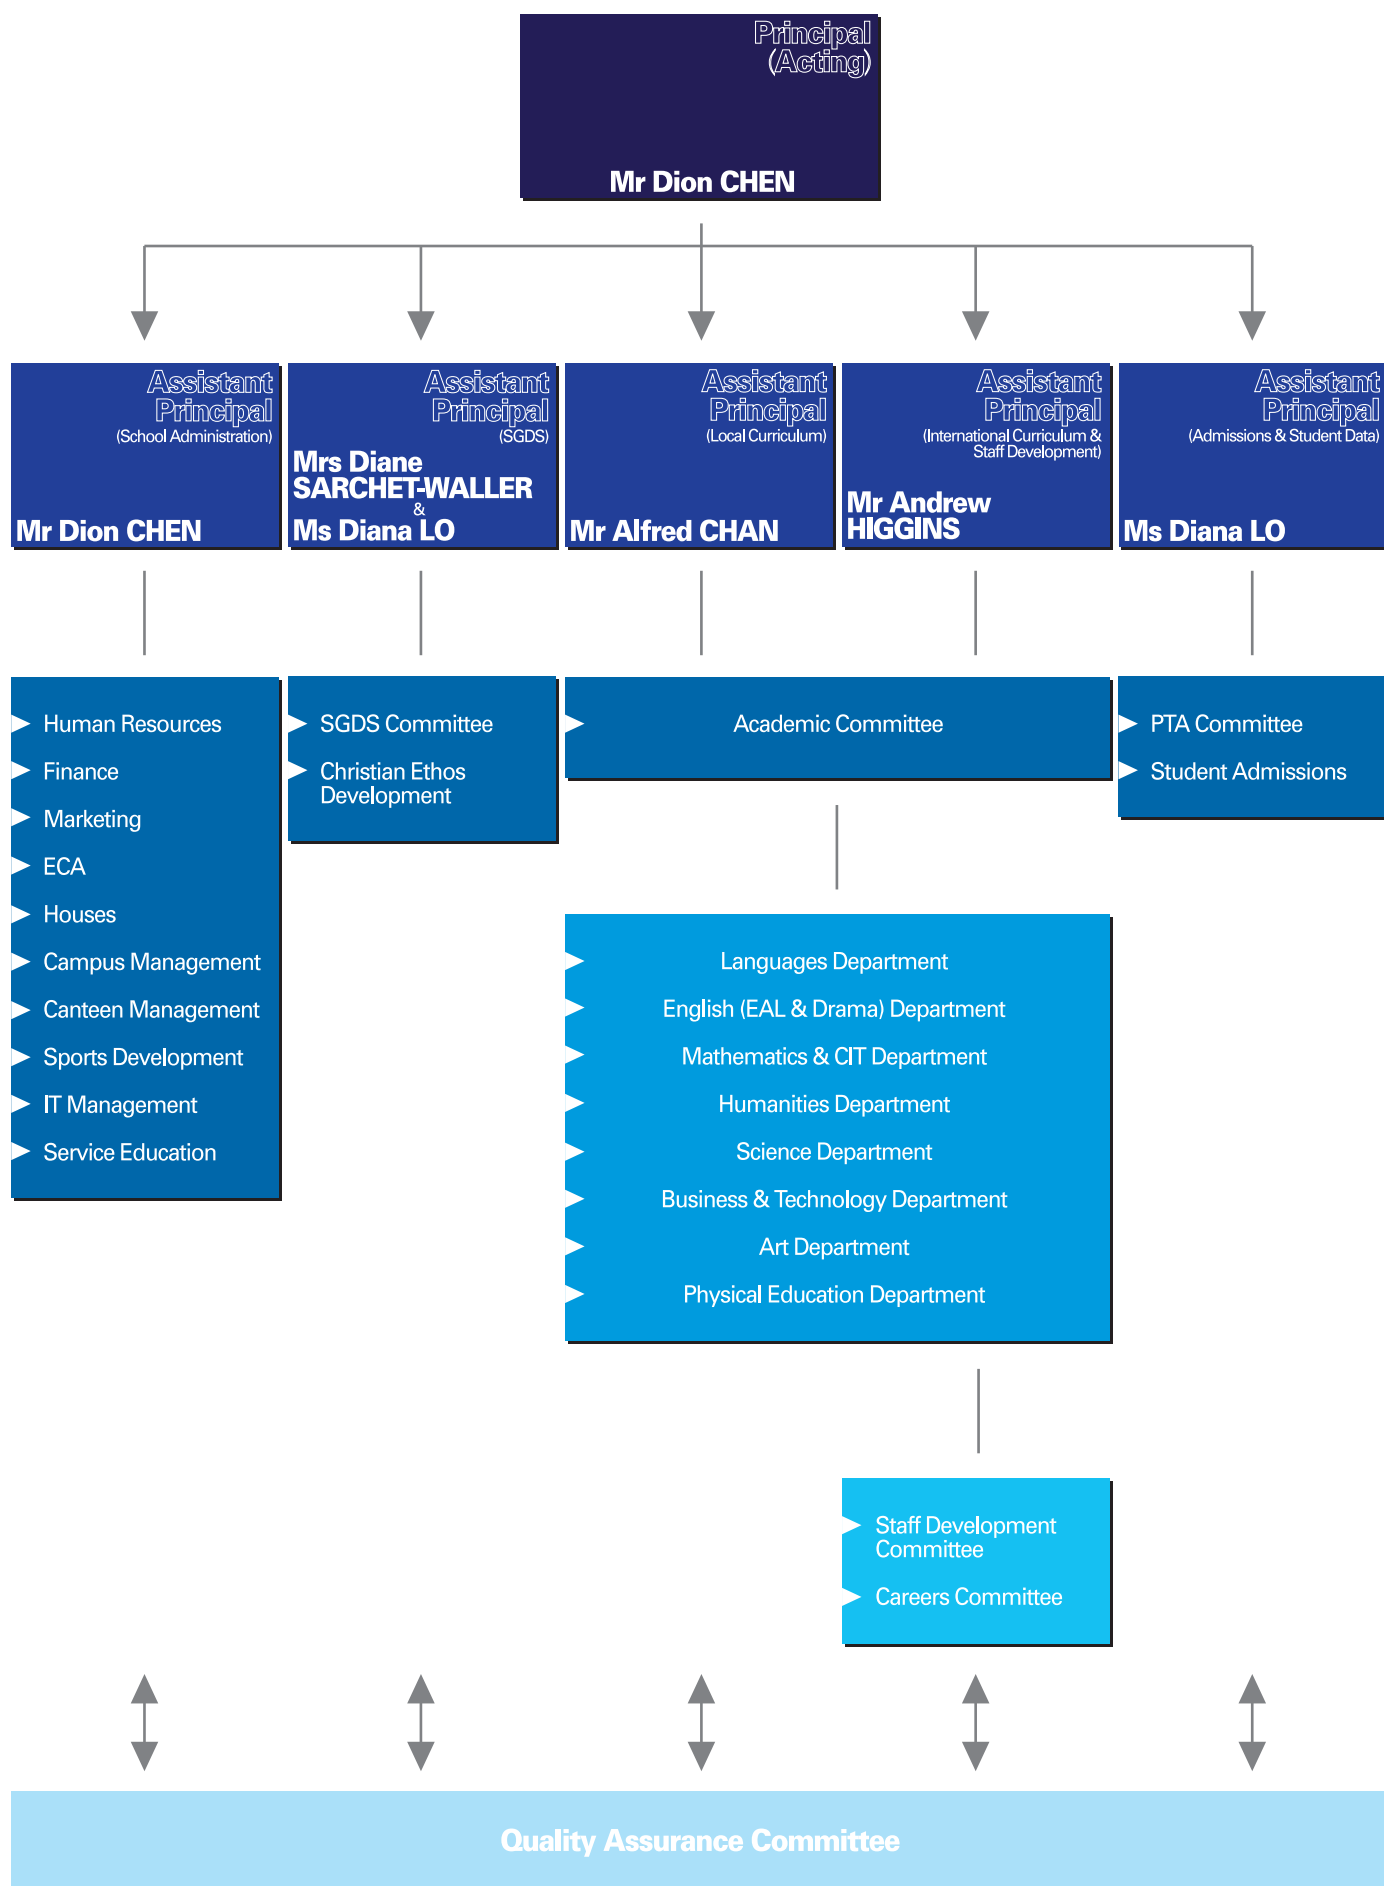 Principal
(Acting)
Mr Dion CHEN
Assistant
Principal
(School Administration)
Mr Dion CHEN
Assistant
Principal
(SGDS)
Mrs Diane
SARCHET-WALLER
&
Ms Diana LO
Assistant
Principal
(Local Curriculum)
Mr Alfred CHAN
Assistant
Principal
(International Curriculum &
Staff Development)
Mr Andrew
HIGGINS
Assistant
Principal
(Admissions & Student Data)
Ms Diana LO
Human Resources
Finance
Marketing
ECA
Houses
Campus Management
Canteen Management
Sports Development
IT Management
Service Education
SGDS Committee
Christian Ethos
Development
Academic Committee
PTA Committee
Student Admissions
Languages Department
English (EAL & Drama) Department
Mathematics & CIT Department
Humanities Department
Science Department
Business & Technology Department
Art Department
Physical Education Department
Staff Development
Committee
Careers Committee
Quality Assurance Committee